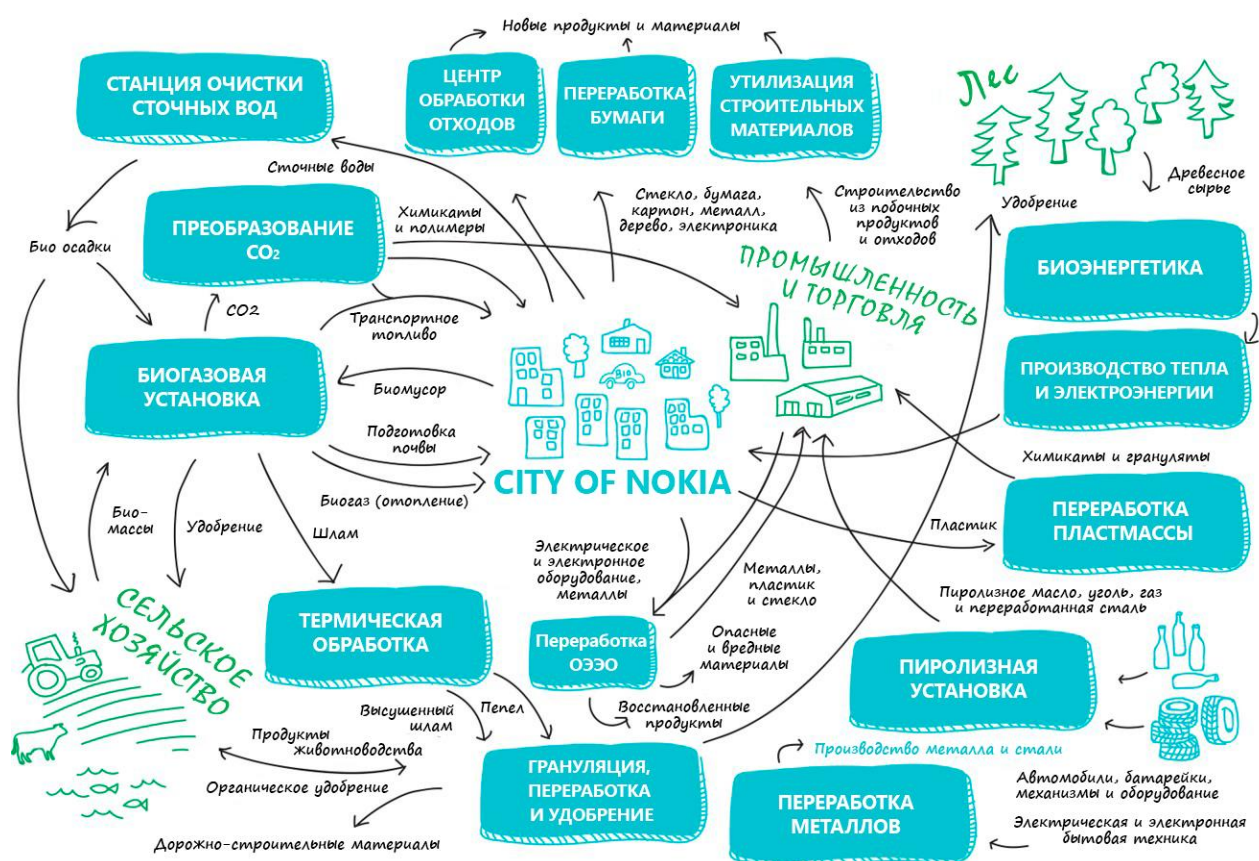 Новые продукты и материалы
СТАНЦИЯ ОЧИСТКИ
СТОЧНЫХ ВОД
ЦЕНТР
ОБРАБОТКИ
ОТХОДОВ
ПЕРЕРАБОТКА
БУМАГИ
УТИЛИЗАЦИЯ
СТРОИТЕЛЬНЫХ
МАТЕРИАЛОВ
Лес
Древесное
сырье
Сточные воды
Стекло, бумага,
картон, металл,
дерево, электроника
Строительство
из побочных
продуктов
и отходов
Удобрение
Био осадки
ПРЕОБРАЗОВАНИЕ
CO2
Химикаты
и полимеры
ПРОМЫШЛЕННОСТЬ
И ТОРГОВЛЯ
БИОЭНЕРГЕТИКА
CO2
Транспортное
топливо
БИОГАЗОВАЯ
УСТАНОВКА
Биомусор
BIO
ПРОИЗВОДСТВО ТЕПЛА
И ЭЛЕКТРОЭНЕРГИИ
Подготовка
почвы
CITY OF NOKIA
Химикаты и грануляты
Биогаз (отопление)
ПЕРЕРАБОТКА
ПЛАСТМАССЫ
Пластик
Био-
массы
Удобрение
Шлам
Электрическое
и электронное
оборудование,
металлы
Металлы,
пластик
и стекло
Пиролизное масло, уголь, газ
и переработанная сталь
СЕЛЬСКОЕ
ХОЗЯЙСТВО
ТЕРМИЧЕСКАЯ
ОБРАБОТКА
Переработка
ОЭЭО
Опасные
и вредные
материалы
ПИРОЛИЗНАЯ
УСТАНОВКА
Высушенный
шлам
Пепел
Восстановленные
продукты
Продукты
животноводства
Органическое удобрение
ГРАНУЛЯЦИЯ,
ПЕРЕРАБОТКА
И УДОБРЕНИЕ
Производство металла и стали
Автомобили, батарейки,
механизмы и оборудование
ПЕРЕРАБОТКА
МЕТАЛЛОВ
Электрическая и электронная
бытовая техника
Дорожно-строительные материалы